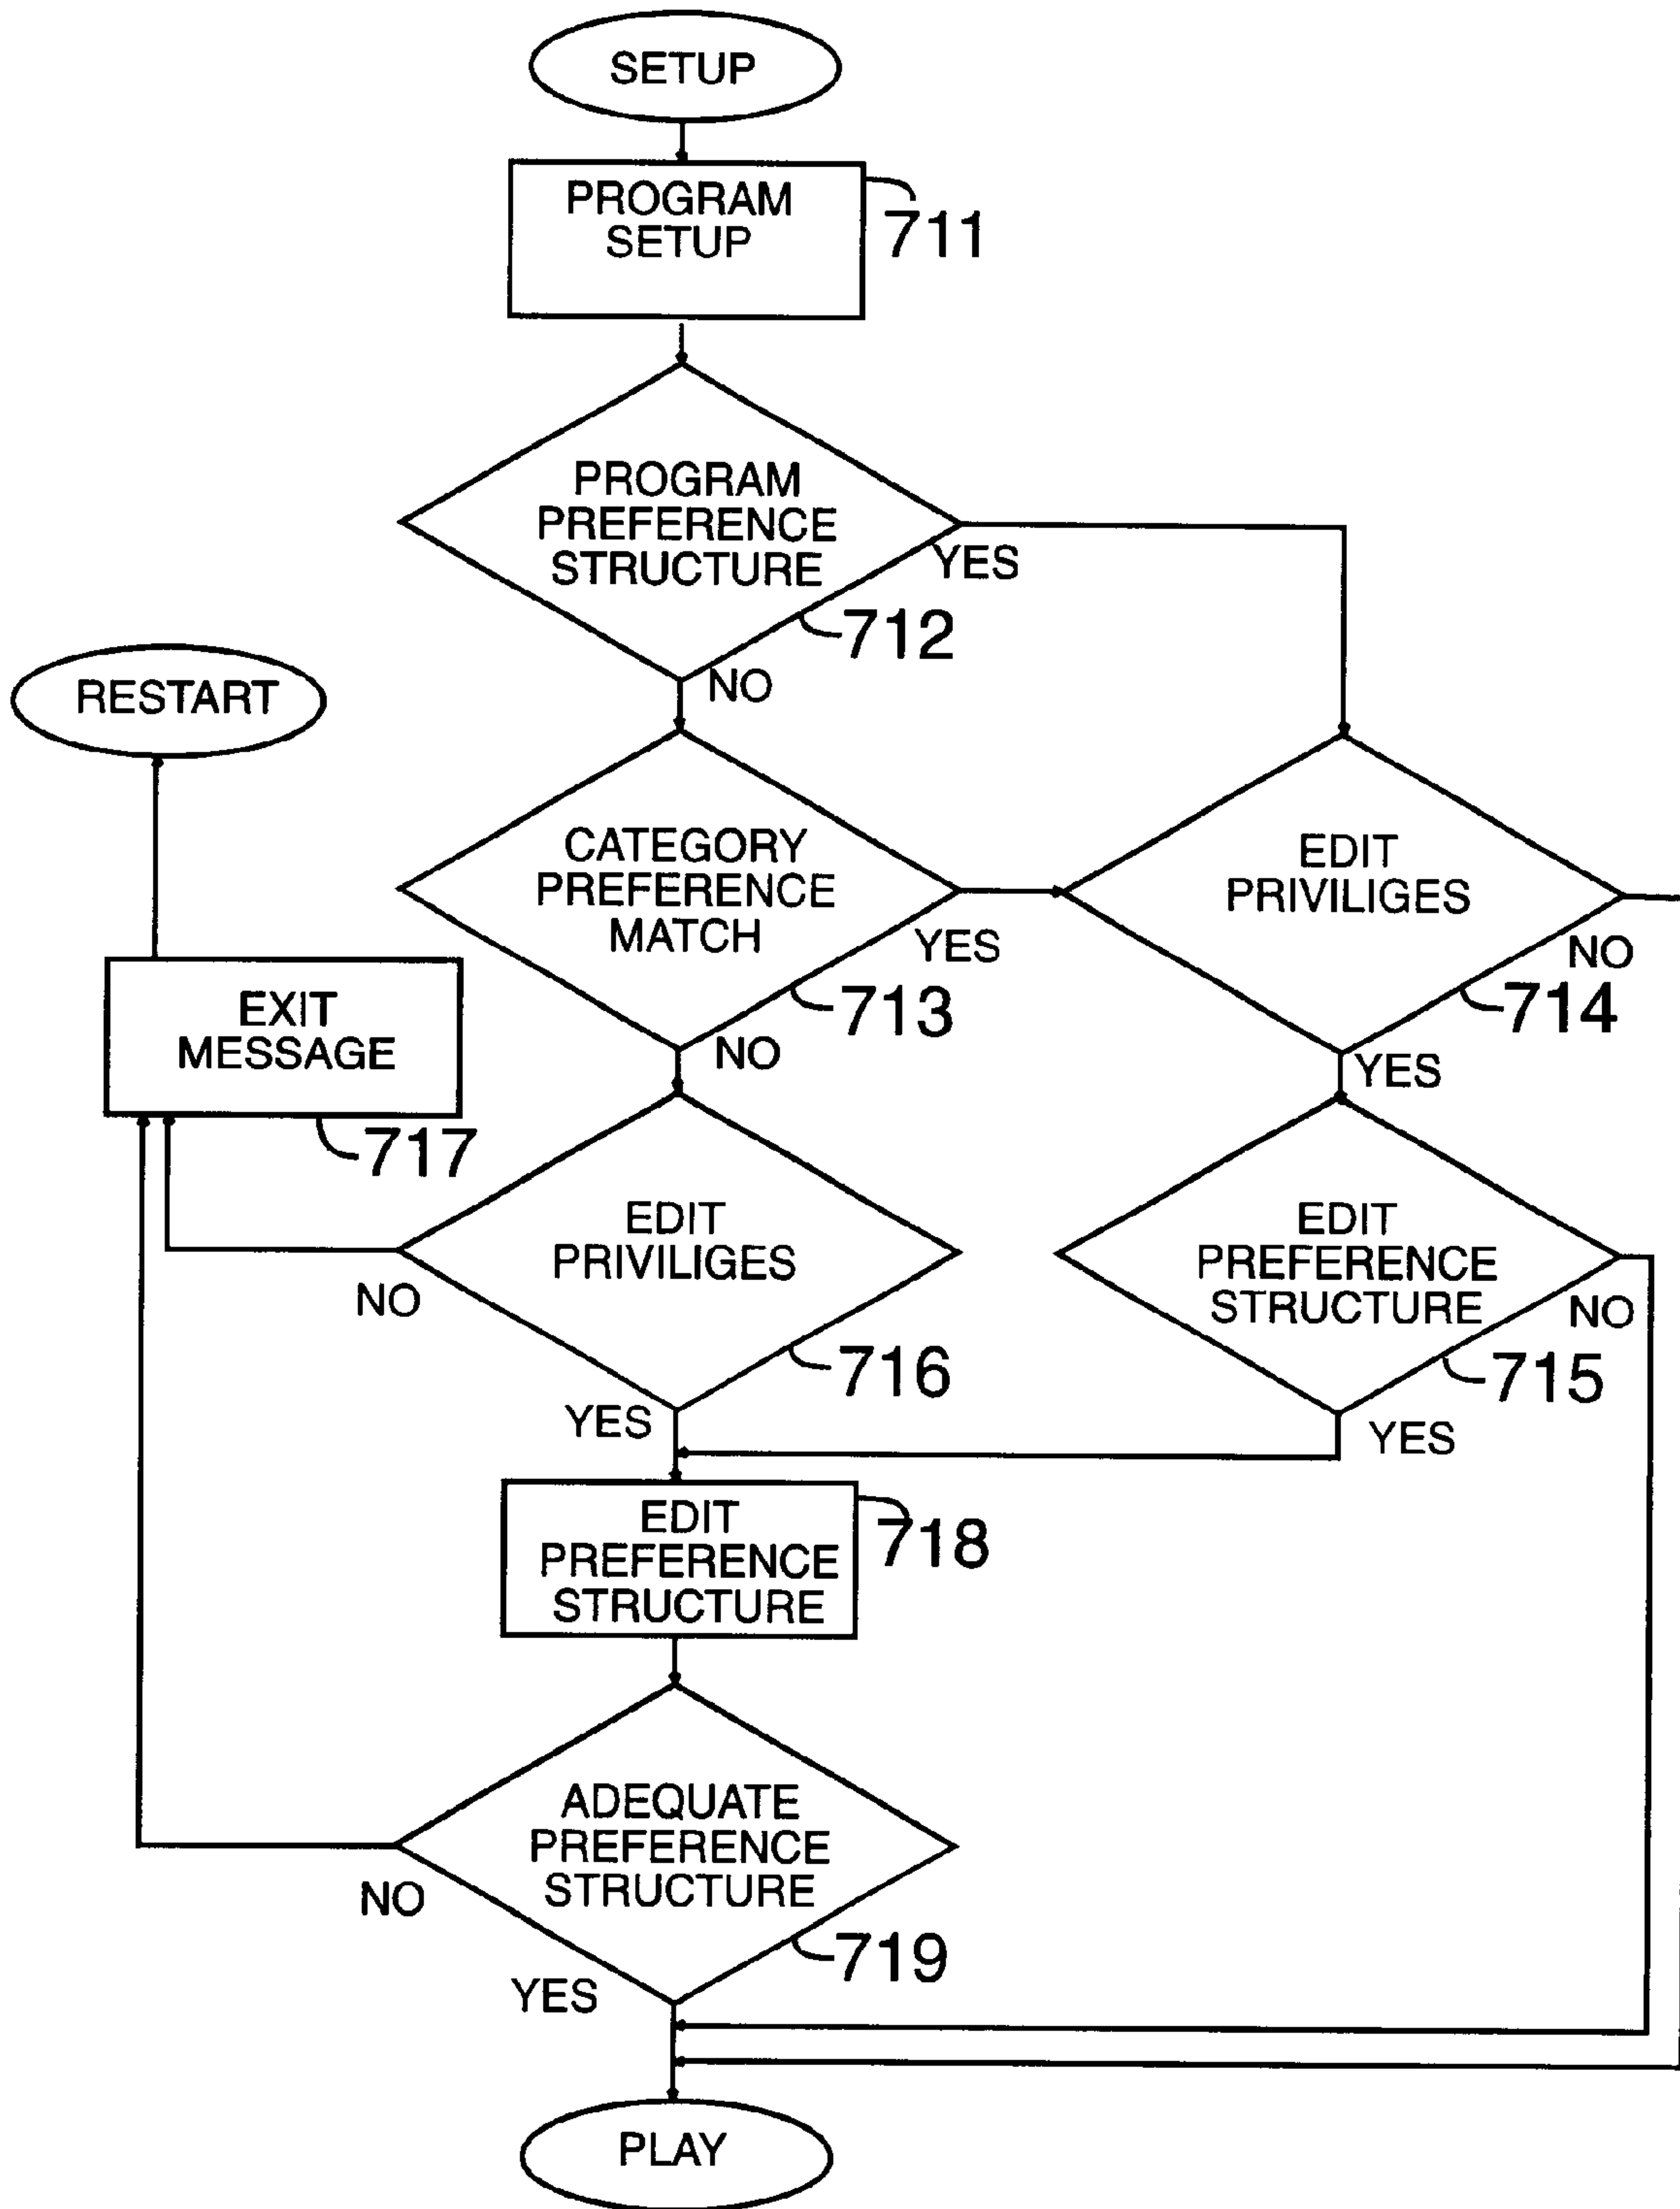 SETUP
PROGRAM
SETUP
711
PROGRAM
PREFERENCE
STRUCTURE
YES
712
NO
RESTART
CATEGORY
PREFERENCE
MATCH
YES
713
NO
EDIT
PRIVILIGES
NO
714
YES
EXIT
MESSAGE
717
EDIT
PRIVILIGES
NO
716
YES
EDIT
PREFERENCE
STRUCTURE
NO
715
YES
EDIT
PREFERENCE
STRUCTURE
718
ADEQUATE
PREFERENCE
STRUCTURE
NO
719
YES
PLAY